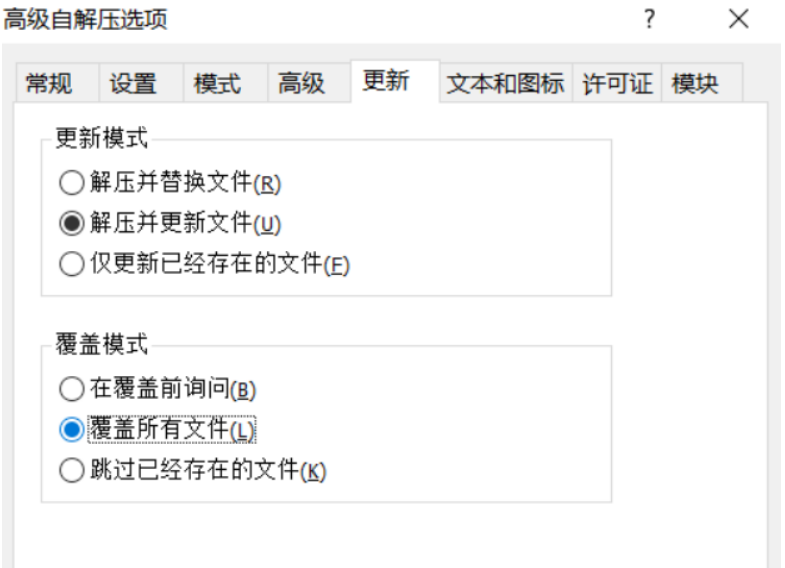 高级自解压选项 ?
常规 设置 模式 高级 更新 文本和图标 许可证 模块
更新模式
解压并替换文件(R)
解压并更新文件(U)
仅更新已经存在的文件(F)
覆盖模式
在覆盖前询问(B)
覆盖所有文件(L)
跳过已经存在的文件(K)